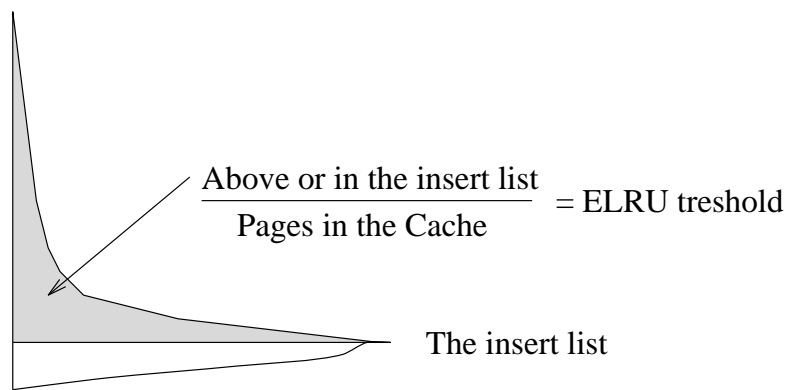 Above or in the insert list
Pages in the Cache
= ELRU treshold
The insert list